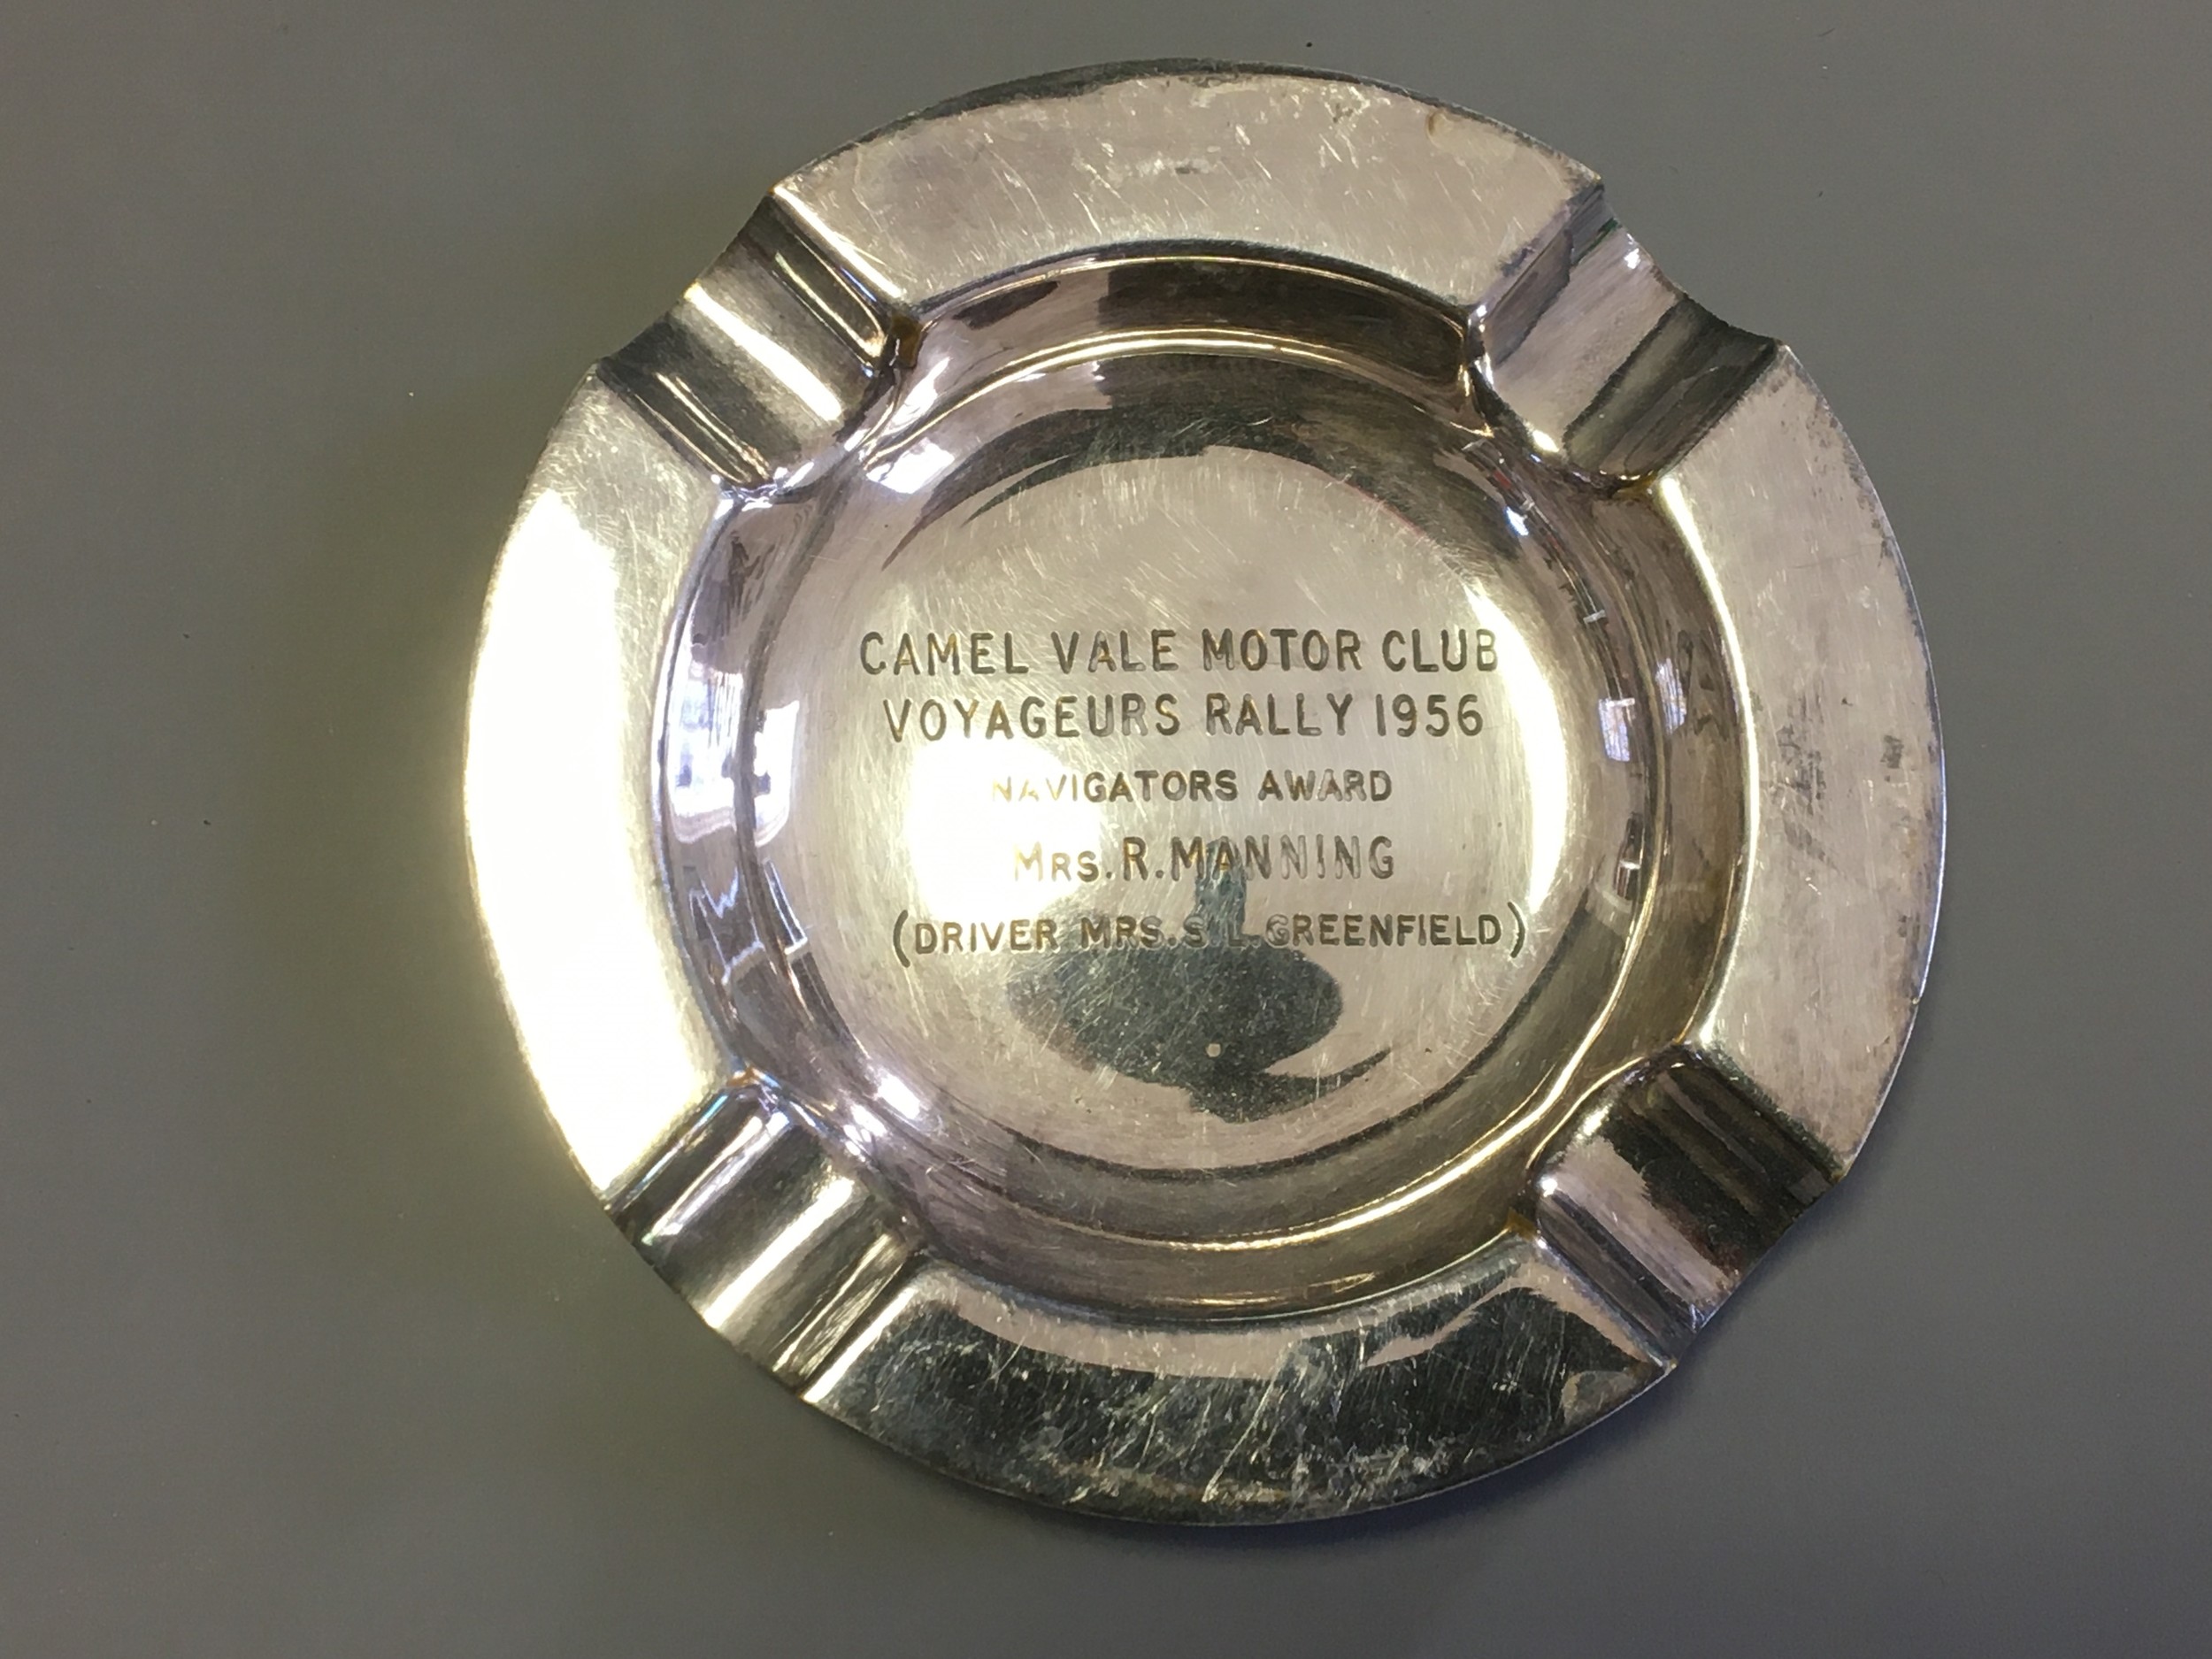 CAMEL VALE MOTOR CLUB
VOYAGEURS RALLY 1956
NAVIGATORS AWARD
MRS. R. MANNING
(DRIVER MRS. S. L. GREENFIELD)